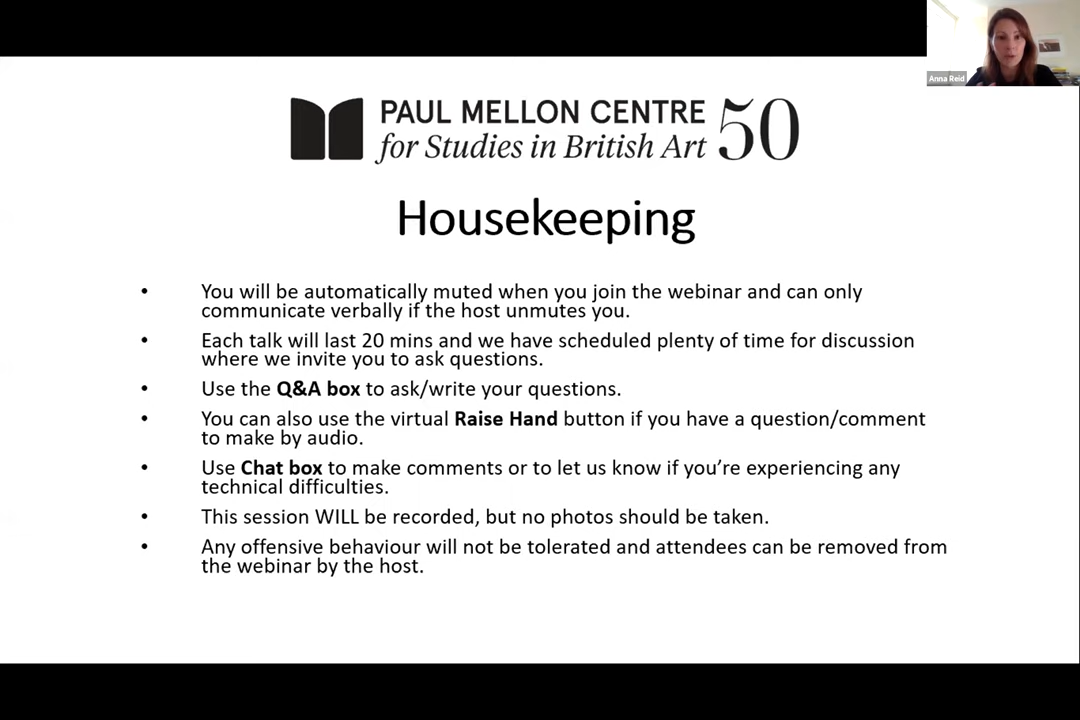 Anna Reid
PAUL MELLON CENTRE
for Studies in British Art
50
Housekeeping
• You will be automatically muted when you join the webinar and can only
communicate verbally if the host unmutes you.
• Each talk will last 20 mins and we have scheduled plenty of time for discussion
where we invite you to ask questions.
• Use the Q&A box to ask/write your questions.
• You can also use the virtual Raise Hand button if you have a question/comment
to make by audio.
• Use Chat box to make comments or to let us know if you’re experiencing any
technical difficulties.
• This session WILL be recorded, but no photos should be taken.
• Any offensive behaviour will not be tolerated and attendees can be removed from
the webinar by the host.